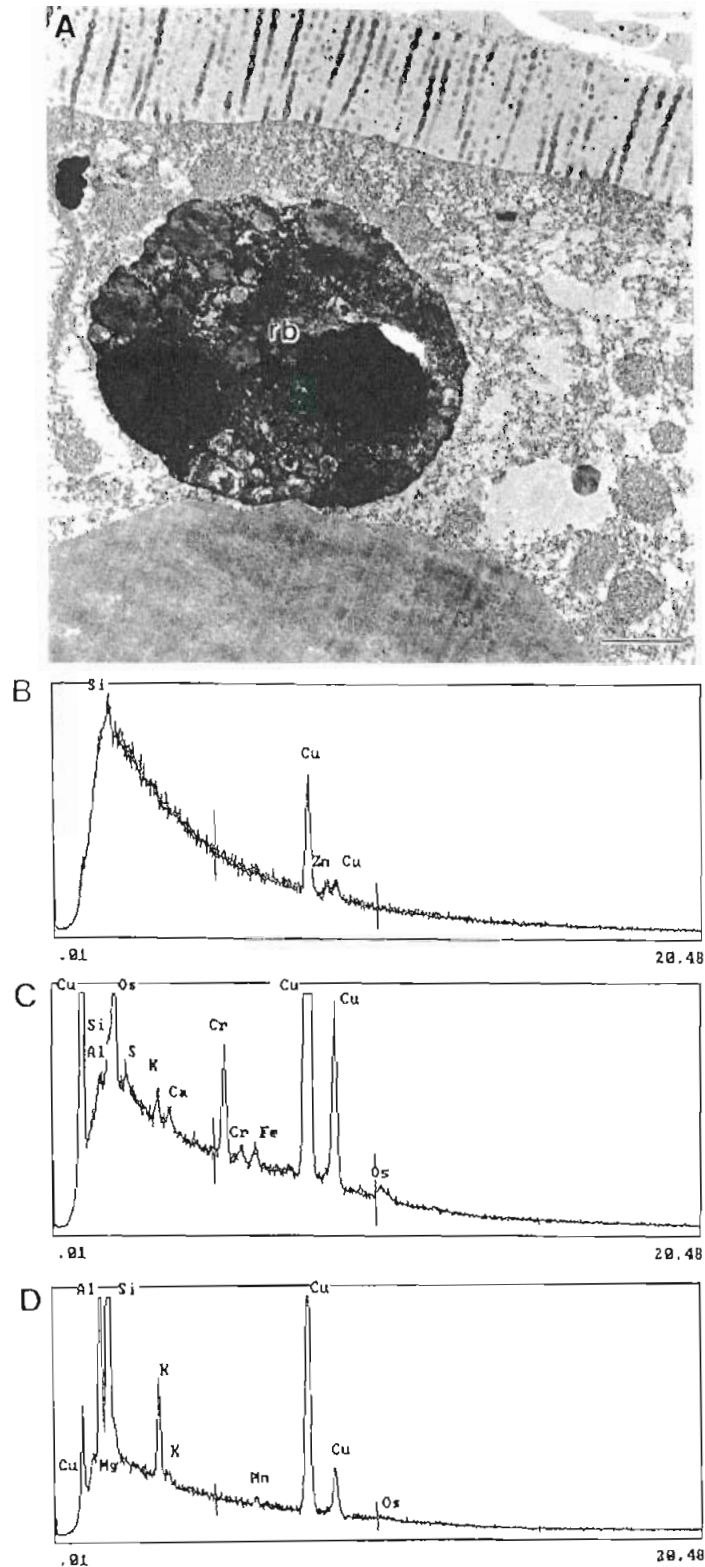 A
rb
B
Si
Cu
Zn Cu
.01 20.48
C
Cu Os Cu
Cu
Si Cr
Al S K
Ca
Cr Fe
Os
.01 20.48
D
Al Si Cu
K
Cu
K
Cu Mg Mn
Os
.01 20.48